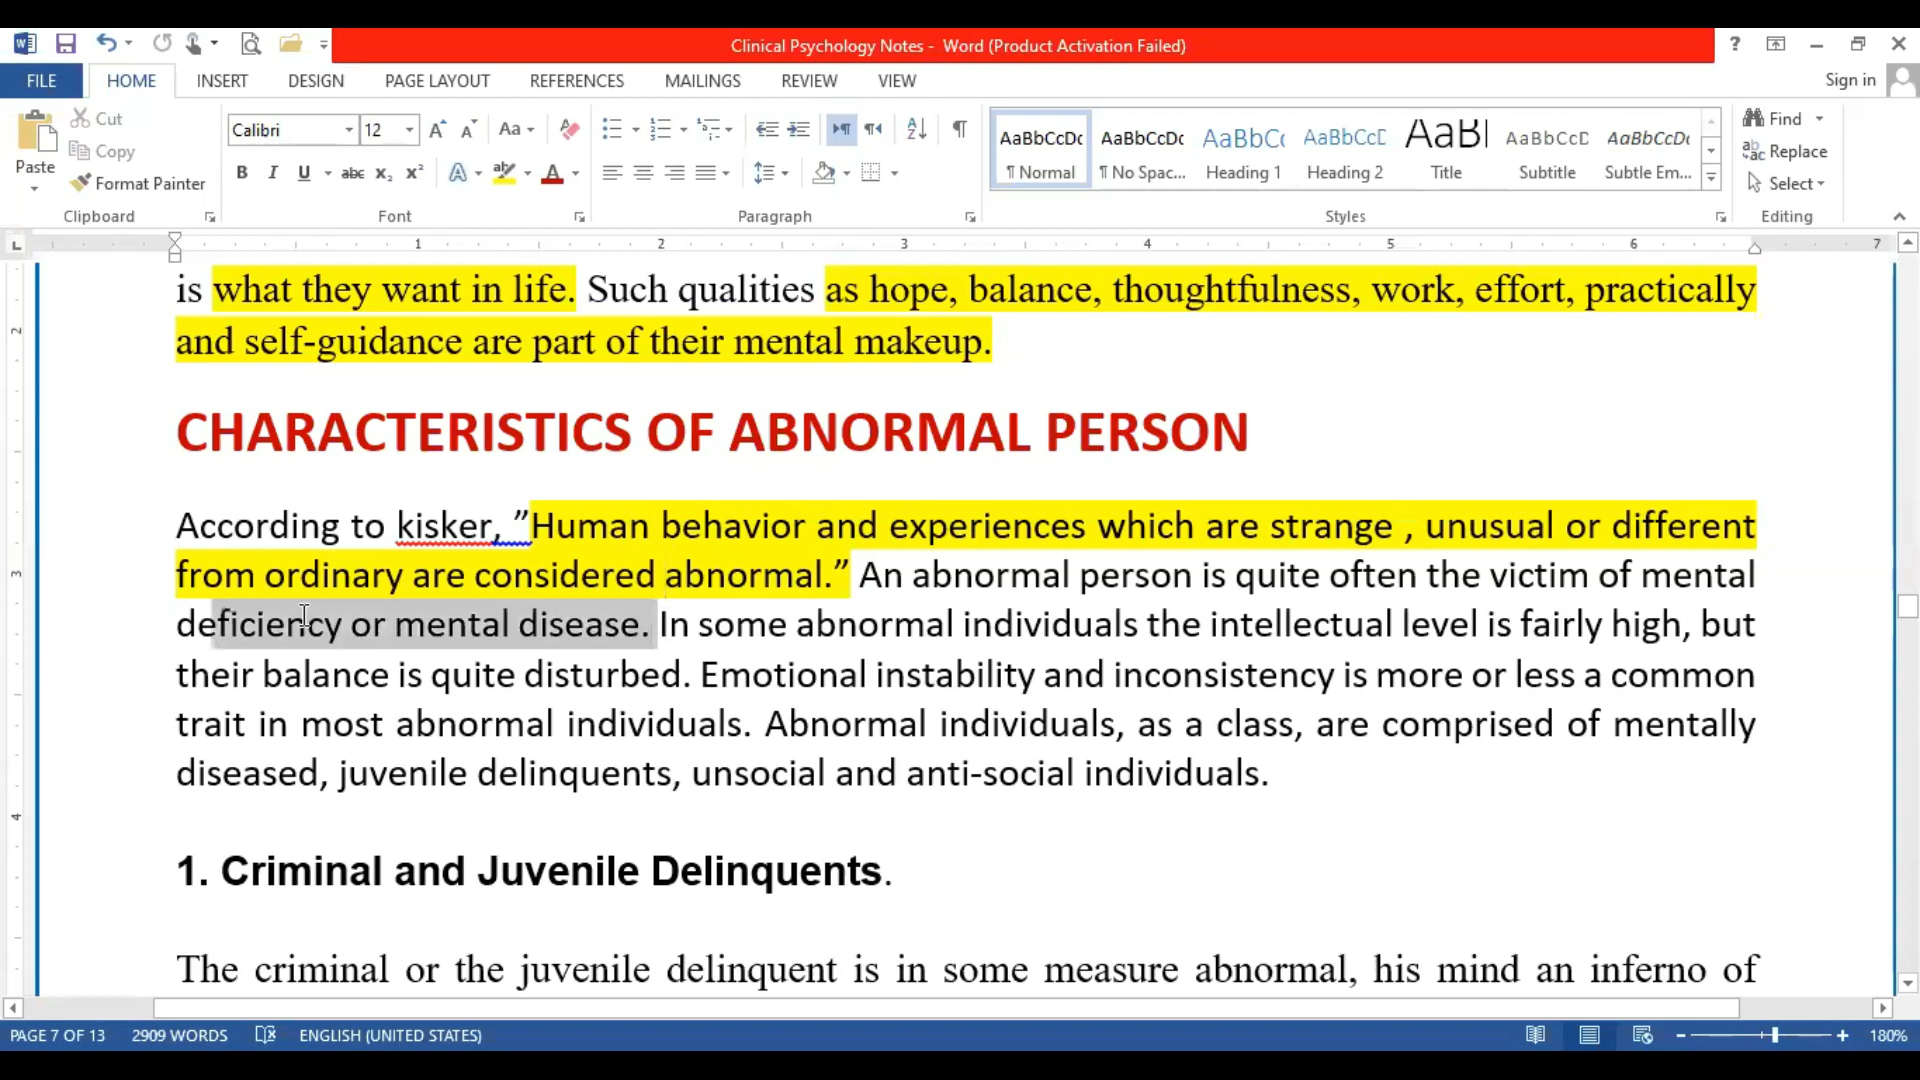 Clinical Psychology Notes - Word (Product Activation Failed)
FILE HOME INSERT DESIGN PAGE LAYOUT REFERENCES MAILINGS REVIEW VIEW Sign in
Paste Cut Copy Format Painter
Calibri 12
AaBbCcDc AaBbCcDc AaBbCc AaBbCcD AaBl AaBbCcD AaBbCcDc
¶ Normal ¶ No Spac... Heading 1 Heading 2 Title Subtitle Subtle Em...
Find Replace Select
Clipboard Font Paragraph Styles Editing
1 2 3 4 5 6 7
is what they want in life. Such qualities as hope, balance, thoughtfulness, work, effort, practically
and self-guidance are part of their mental makeup.
CHARACTERISTICS OF ABNORMAL PERSON
According to kisker, ”Human behavior and experiences which are strange , unusual or different
from ordinary are considered abnormal.” An abnormal person is quite often the victim of mental
deficiency or mental disease. In some abnormal individuals the intellectual level is fairly high, but
their balance is quite disturbed. Emotional instability and inconsistency is more or less a common
trait in most abnormal individuals. Abnormal individuals, as a class, are comprised of mentally
diseased, juvenile delinquents, unsocial and anti-social individuals.
1. Criminal and Juvenile Delinquents.
The criminal or the juvenile delinquent is in some measure abnormal, his mind an inferno of
PAGE 7 OF 13 2909 WORDS ENGLISH (UNITED STATES) 180%